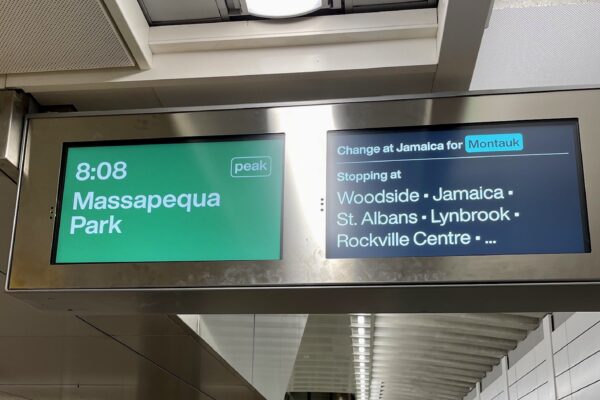 8:08 peak
Massapequa
Park
Change at Jamaica for Montauk
Stopping at
Woodside ▪ Jamaica ▪
St. Albans ▪ Lynbrook ▪
Rockville Centre ▪ ...